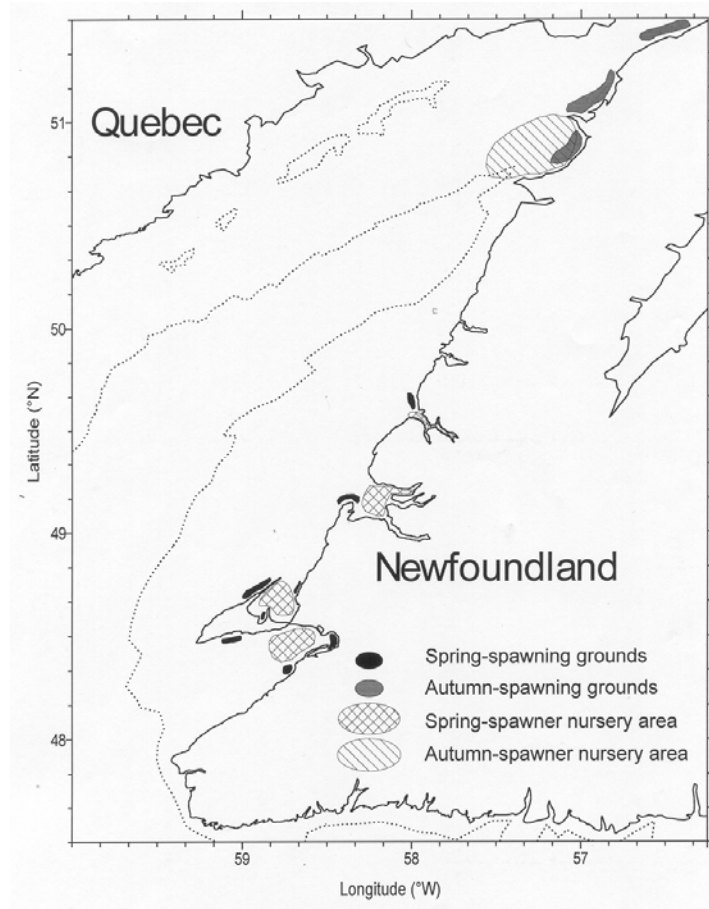 Quebec
51
50
Latitude (°N)
49
Newfoundland
Spring-spawning grounds
Autumn-spawning grounds
Spring-spawner nursery area
48
Autumn-spawner nursery area
59
58
57
Longitude (°W)